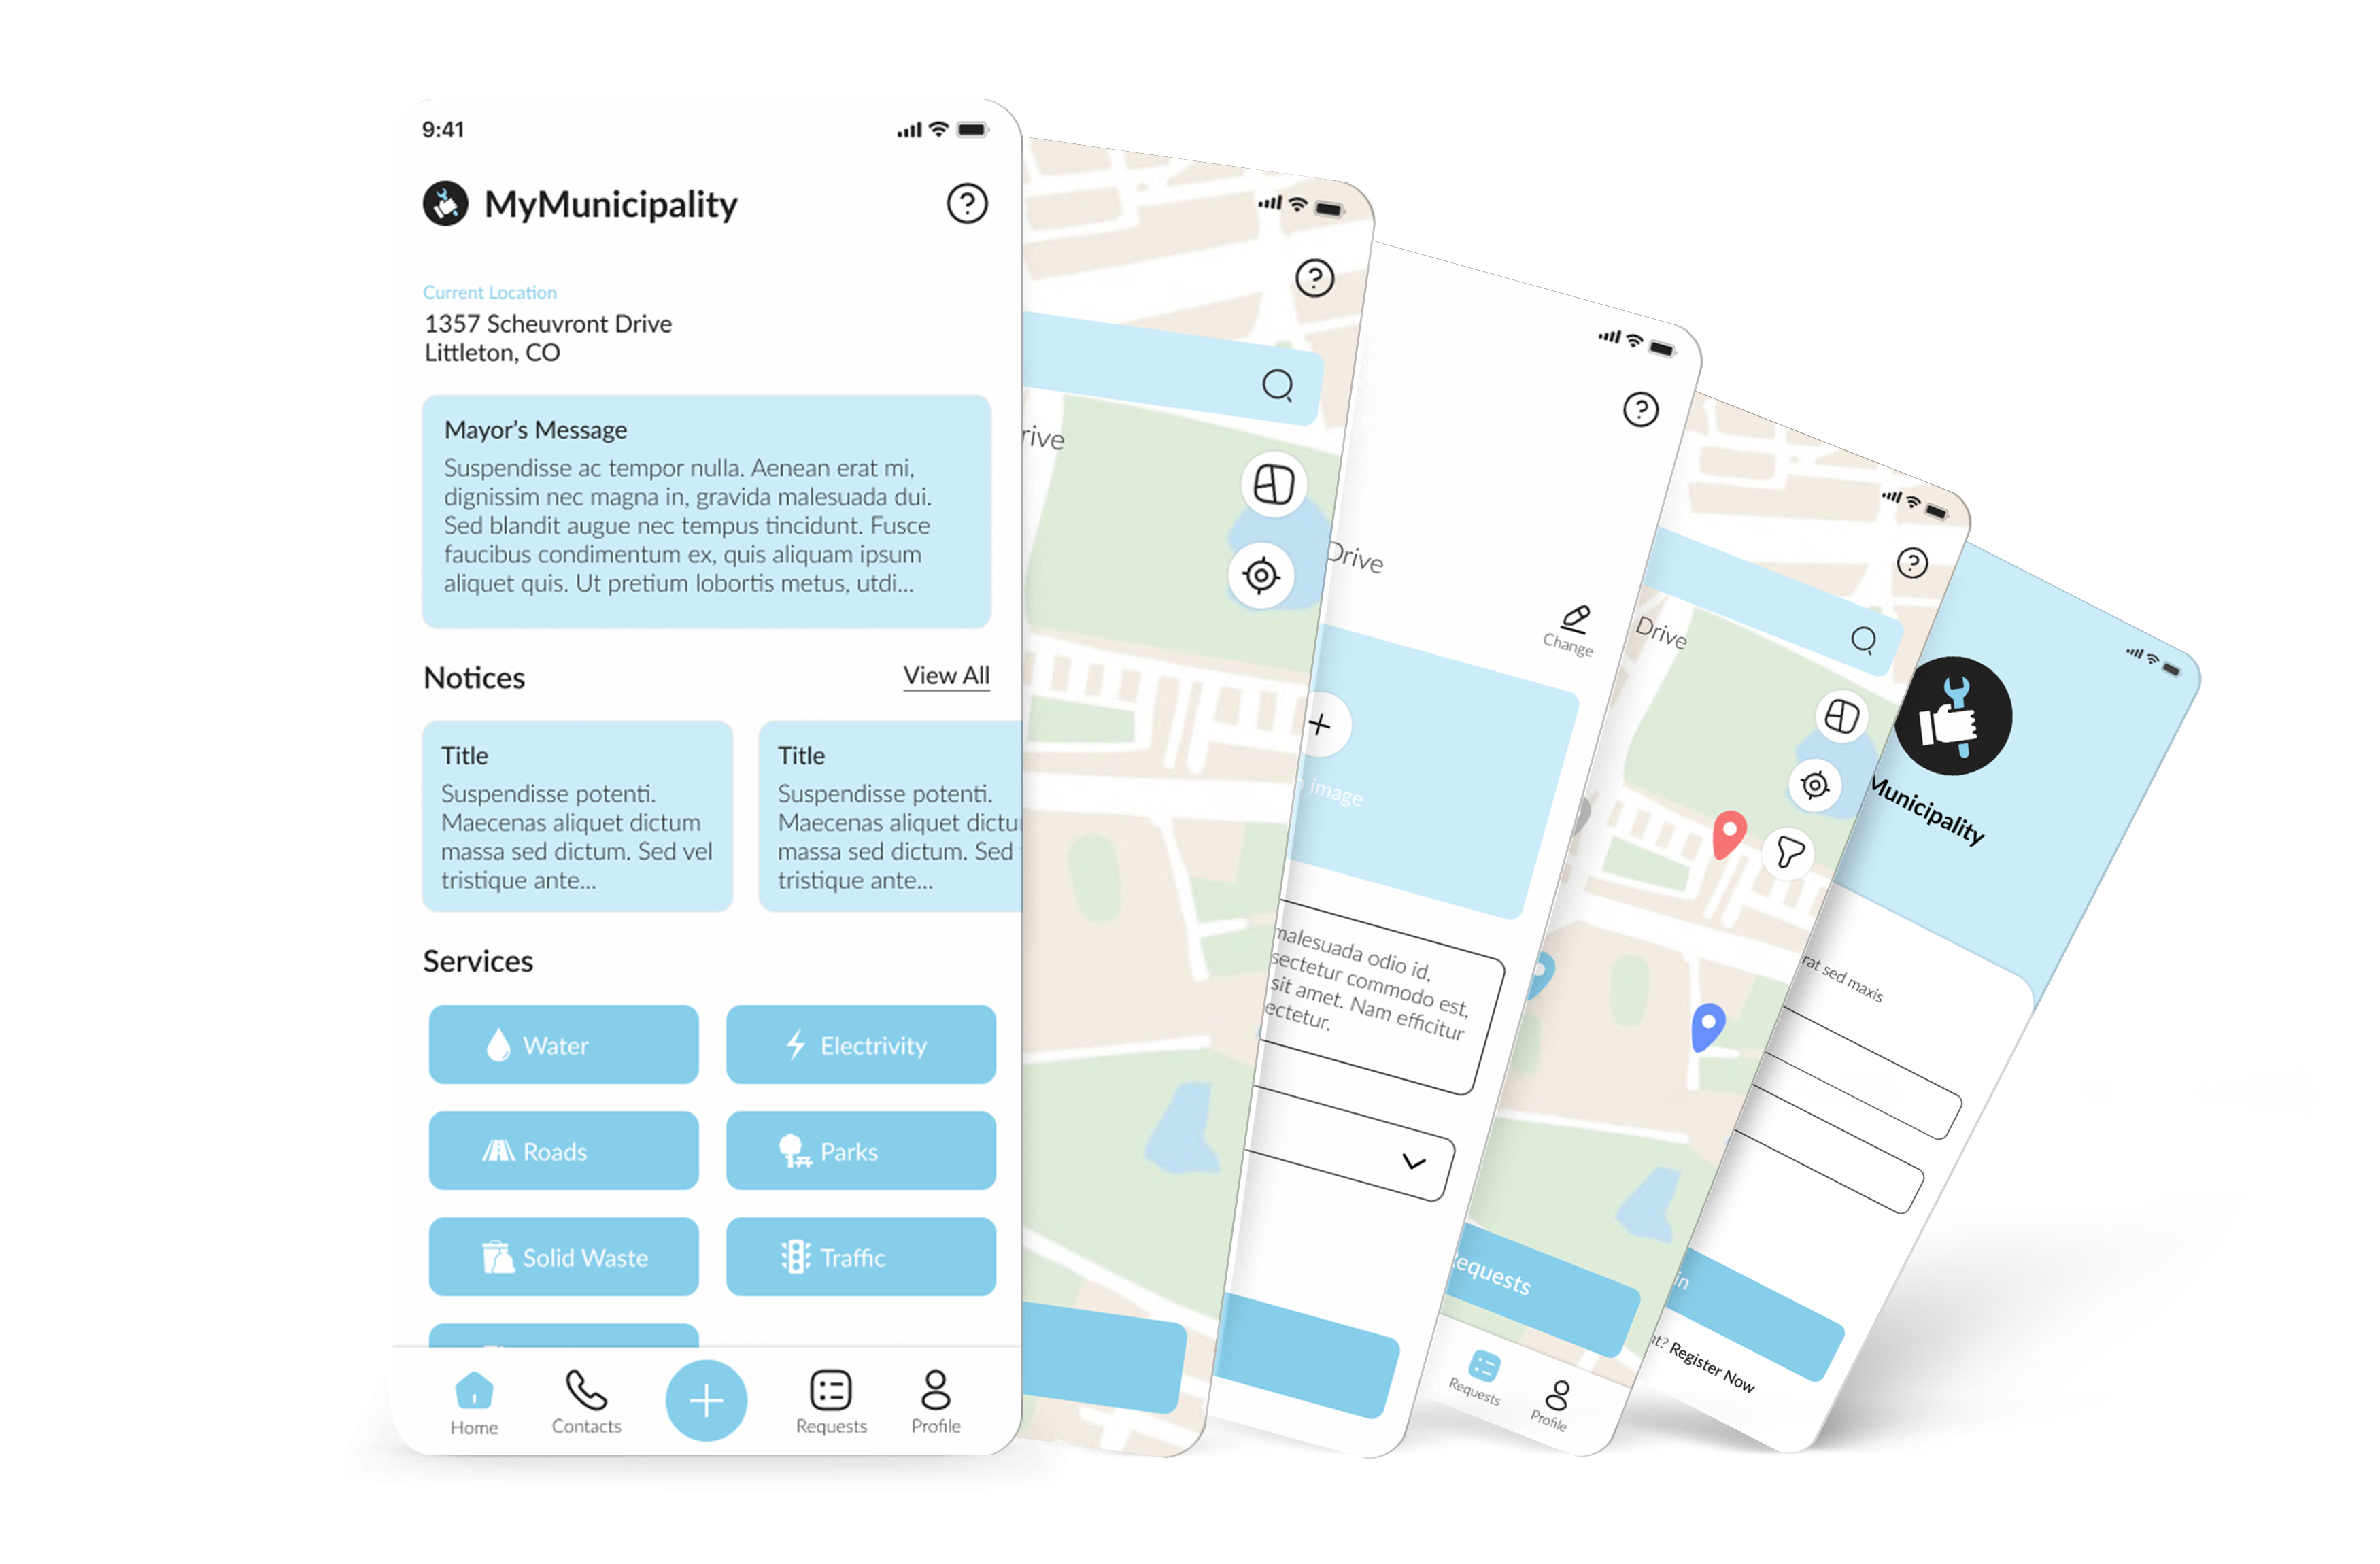 9:41
MyMunicipality
Current Location
1357 Scheuvront Drive
Littleton, CO
Mayor's Message
Suspendisse ac tempor nulla. Aenean erat mi,
dignissim nec magna in, gravida malesuada dui.
Sed blandit augue nec tempus tincidunt. Fusce
faucibus condimentum ex, quis aliquam ipsum
aliquet quis. Ut pretium lobortis metus, utdi...
Notices
View All
Title
Suspendisse potenti.
Maecenas aliquet dictum
massa sed dictum. Sed vel
tristique ante...
Title
Suspendisse potenti.
Maecenas aliquet dictu
massa sed dictum. Sed
tristique ante...
Services
Water
Electrivity
Roads
Parks
Solid Waste
Traffic
Home
Contacts
Requests
Profile
rive
Drive
Change
image
malesuada odio id,
sectetur commodo est,
sit amet. Nam efficitur
ectetur.
Drive
Requests
Requests
Profile
Municipality
rat sed maxis
in
nt? Register Now